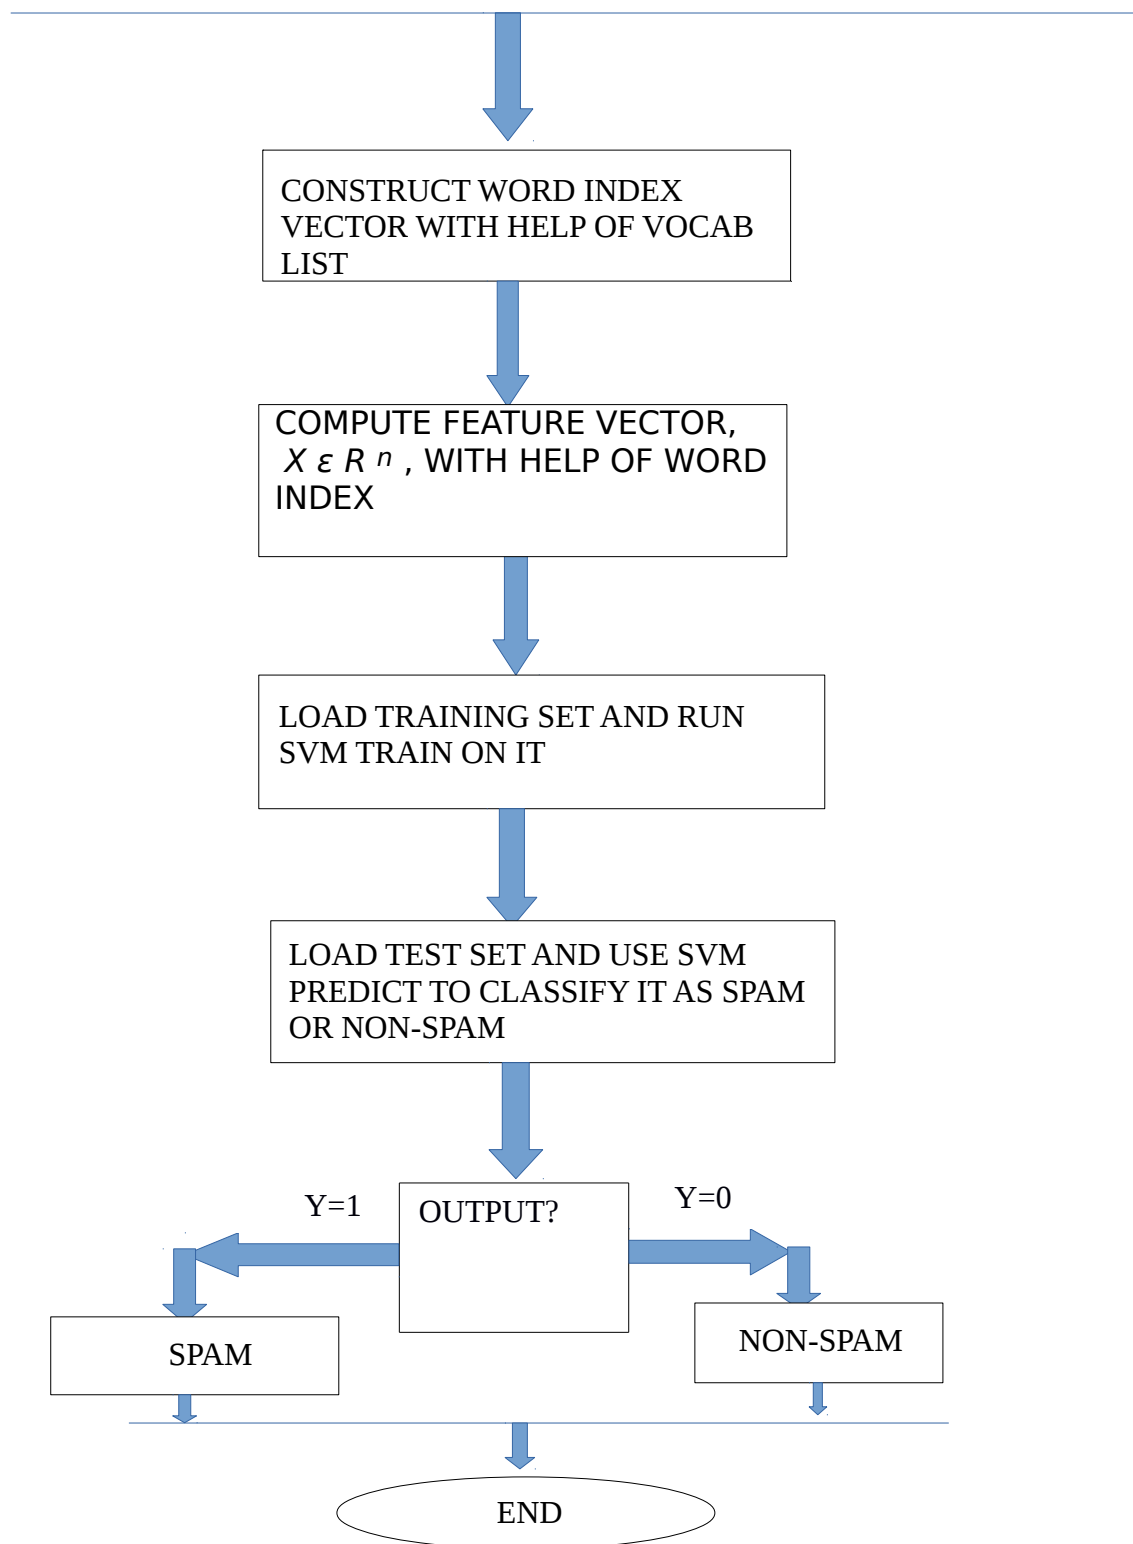 CONSTRUCT WORD INDEX
VECTOR WITH HELP OF VOCAB
LIST
COMPUTE FEATURE VECTOR,
X ε R n , WITH HELP OF WORD
INDEX
LOAD TRAINING SET AND RUN
SVM TRAIN ON IT
LOAD TEST SET AND USE SVM
PREDICT TO CLASSIFY IT AS SPAM
OR NON-SPAM
Y=1
OUTPUT?
Y=0
SPAM
NON-SPAM
END